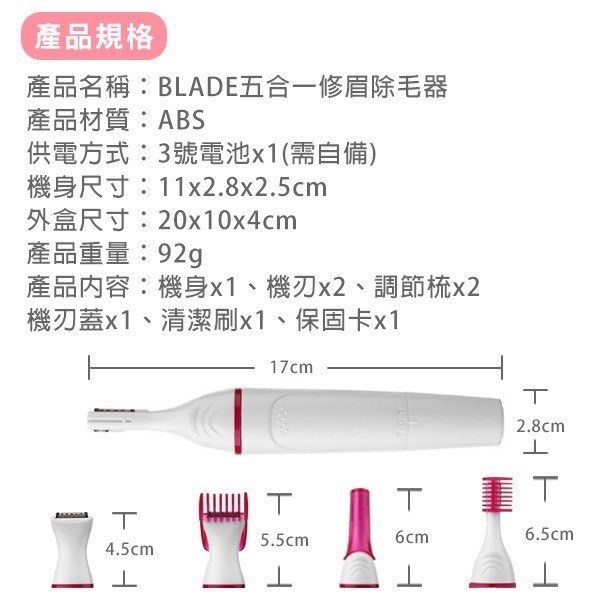 產品規格
產品名稱：BLADE五合一修眉除毛器
產品材質：ABS
供電方式：3號電池x1(需自備)
機身尺寸：11x2.8x2.5cm
外盒尺寸：20x10x4cm
產品重量：92g
產品內容：機身x1、機刃x2、調節梳x2
機刃蓋x1、清潔刷x1、保固卡x1
17cm
2.8cm
4.5cm
5.5cm
6cm
6.5cm